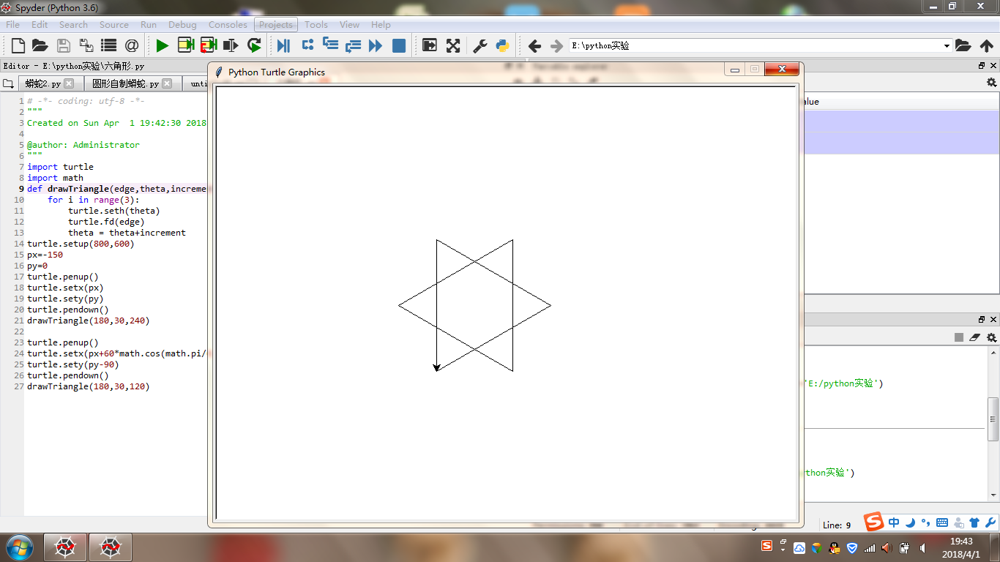 Spyder (Python 3.6)
File Edit Search Source Run Debug Consoles Projects Tools View Help
E:\python实验
Editor - E:\python实验\六角形.py
蟒蛇2.py 圆形自制蟒蛇.py unti
Python Turtle Graphics
alue
1 # -*- coding: utf-8 -*-
2 """
3 Created on Sun Apr  1 19:42:30 2018
4
5 @author: Administrator
6 """
7 import turtle
8 import math
9 def drawTriangle(edge,theta,increme
10     for i in range(3):
11         turtle.seth(theta)
12         turtle.fd(edge)
13         theta = theta+increment
14 turtle.setup(800,600)
15 px=-150
16 py=0
17 turtle.penup()
18 turtle.setx(px)
19 turtle.sety(py)
20 turtle.pendown()
21 drawTriangle(180,30,240)
22
23 turtle.penup()
24 turtle.setx(px+60*math.cos(math.pi/
25 turtle.sety(py-90)
26 turtle.pendown()
27 drawTriangle(180,30,120)
'E:/python实验')
thon实验')
Line: 9
中
19:43
2018/4/1